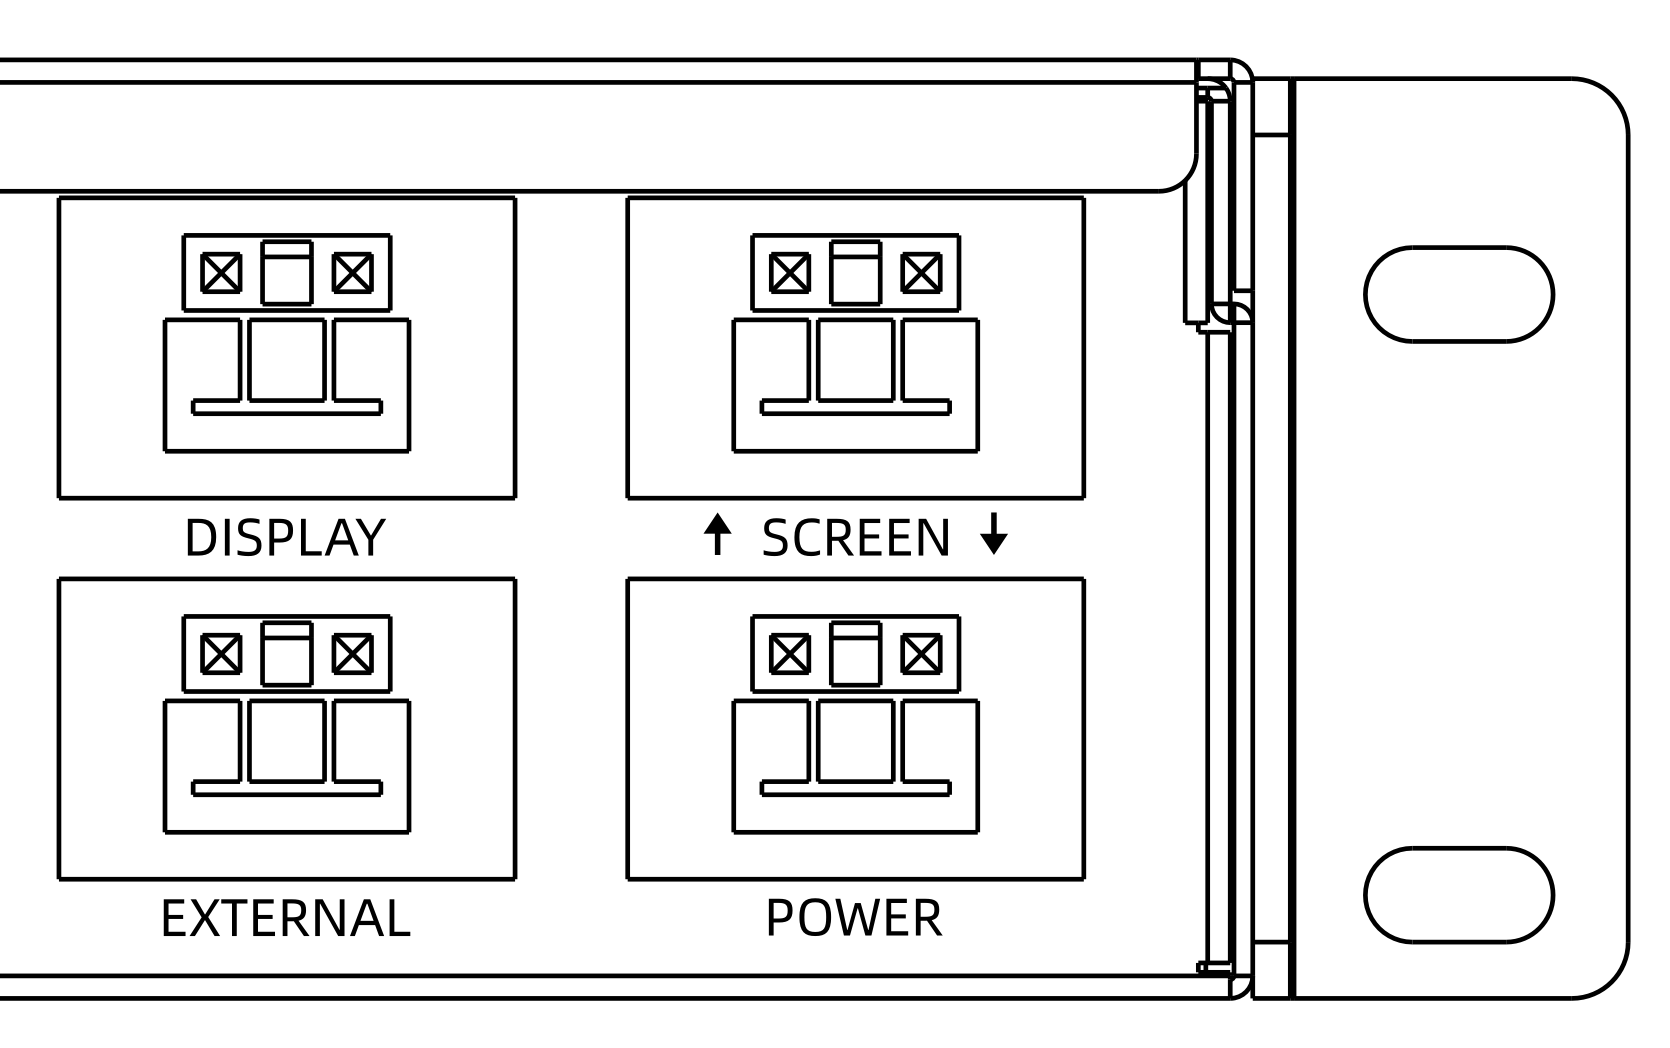 DISPLAY
↑ SCREEN ↓
EXTERNAL
POWER